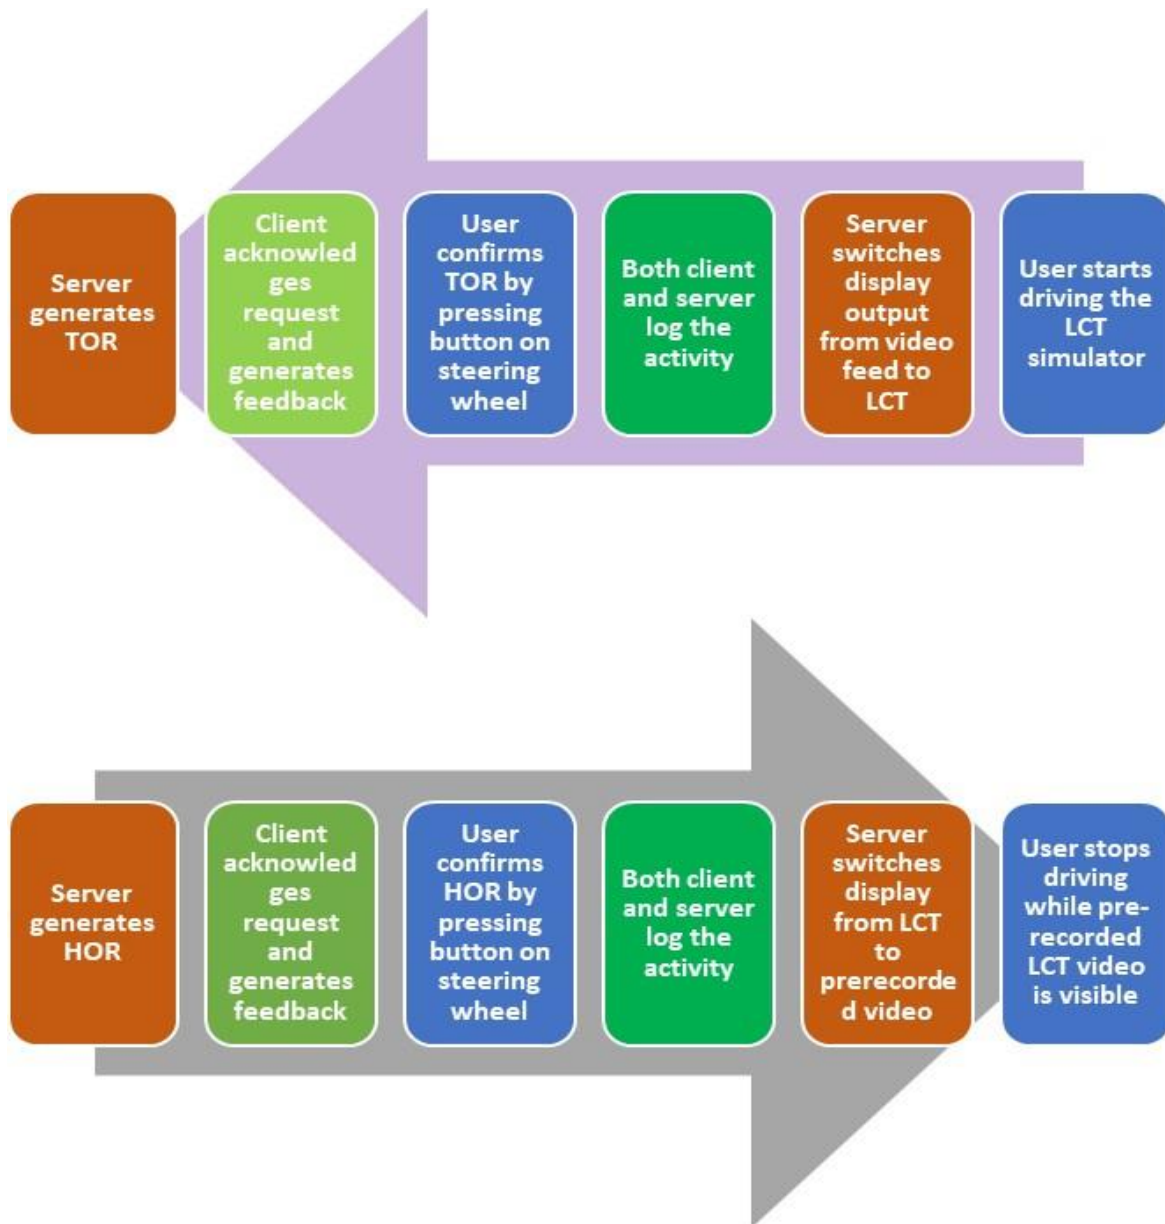 Server
generates
TOR
Client
acknowled
ges
request
and
generates
feedback
User
confirms
TOR by
pressing
button on
steering
wheel
Both client
and server
log the
activity
Server
switches
display
output
from video
feed to
LCT
User starts
driving the
LCT
simulator
Server
generates
HOR
Client
acknowled
ges
request
and
generates
feedback
User
confirms
HOR by
pressing
button on
steering
wheel
Both client
and server
log the
activity
Server
switches
display
from LCT
to
prerecorde
d video
User stops
driving
while pre-
recorded
LCT video
is visible